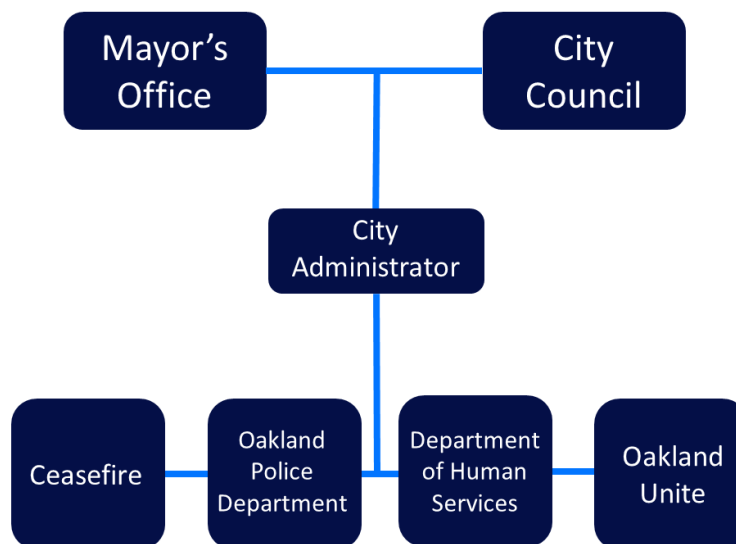 Mayor’s
Office
City
Council
City
Administrator
Ceasefire
Oakland
Police
Department
Department
of Human
Services
Oakland
Unite